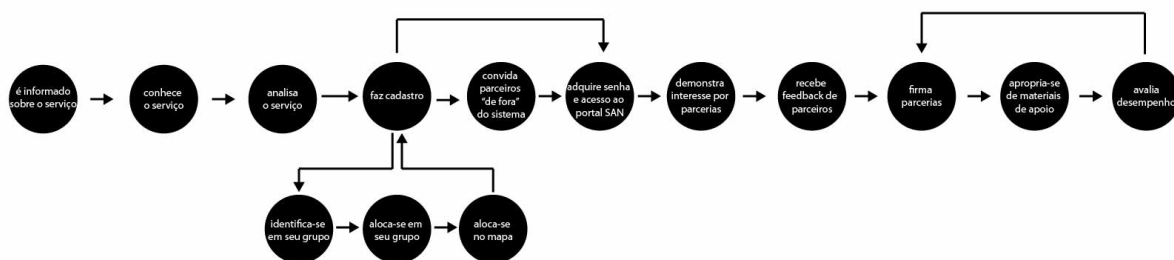 é informado
sobre o serviço
conhece
o serviço
analisa
o serviço
faz cadastro
convida
parceiros
"de fora"
do sistema
adquire senha
e acesso ao
portal SAN
demonstra
interesse por
parcerias
recebe
feedback de
parceiros
firma
parcerias
apropria-se
de materiais
de apoio
avalia
desempenho
identifica-se
em seu grupo
aloca-se em
seu grupo
aloca-se
no mapa